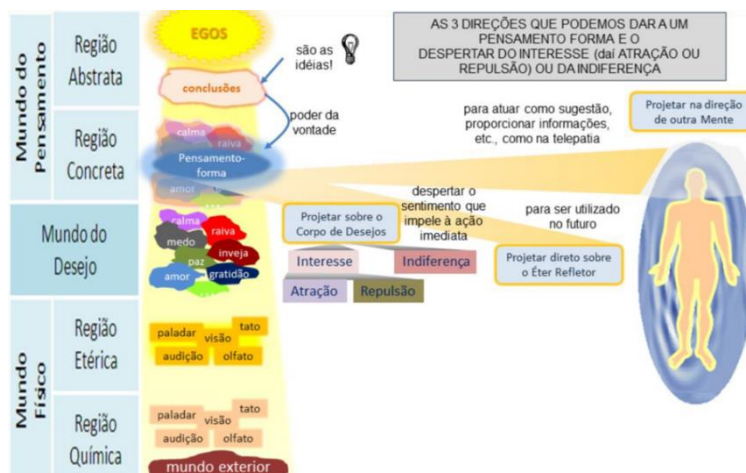 AS 3 DIREÇÕES QUE PODEMOS DAR A UM
PENSAMENTO FORMA E O
DESPERTAR DO INTERESSE (daí ATRAÇÃO OU
REPULSÃO) OU DA INDIFERENÇA
Mundo do
Pensamento
Região
Abstrata
Região
Concreta
EGOS
são as
idéias!
conclusões
poder da
vontade
calma
raiva
Pensamento-
forma
amor
para atuar como sugestão,
proporcionar informações,
etc., como na telepatia
Projetar na direção
de outra Mente
Mundo do
Desejo
calma
raiva
medo
inveja
paz
gratidão
amor
Projetar sobre o
Corpo de Desejos
despertar o
sentimento que
impele à ação
imediata
para ser utilizado
no futuro
Projetar direto sobre
o Éter Refletor
Interesse
Indiferença
Atração
Repulsão
Mundo
Físico
Região
Etérica
paladar
visão
tato
audição
olfato
Região
Química
paladar
visão
tato
audição
olfato
mundo exterior